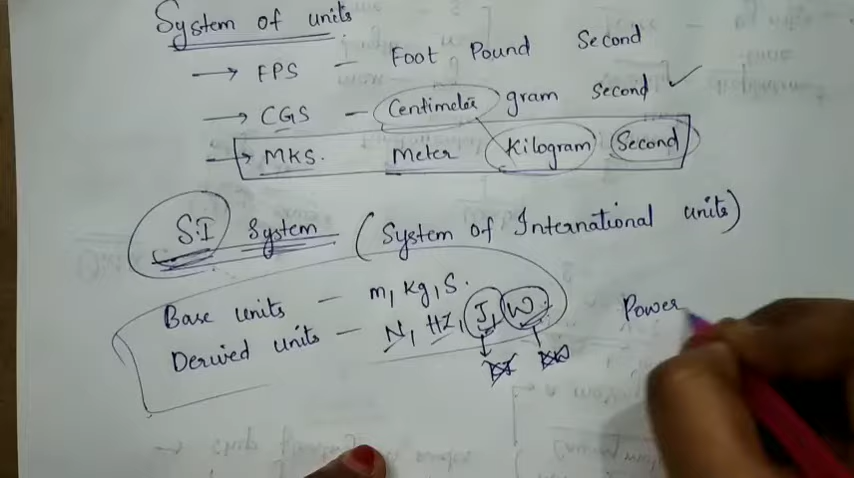 System of units
→ FPS – Foot Pound Second
→ CGS – Centimeter gram Second ✓
→ MKS. Meter Kilogram Second
S.I System (System of International units)
Base units – m, kg, S.
Derived units – N, HZ, J, W.
Power